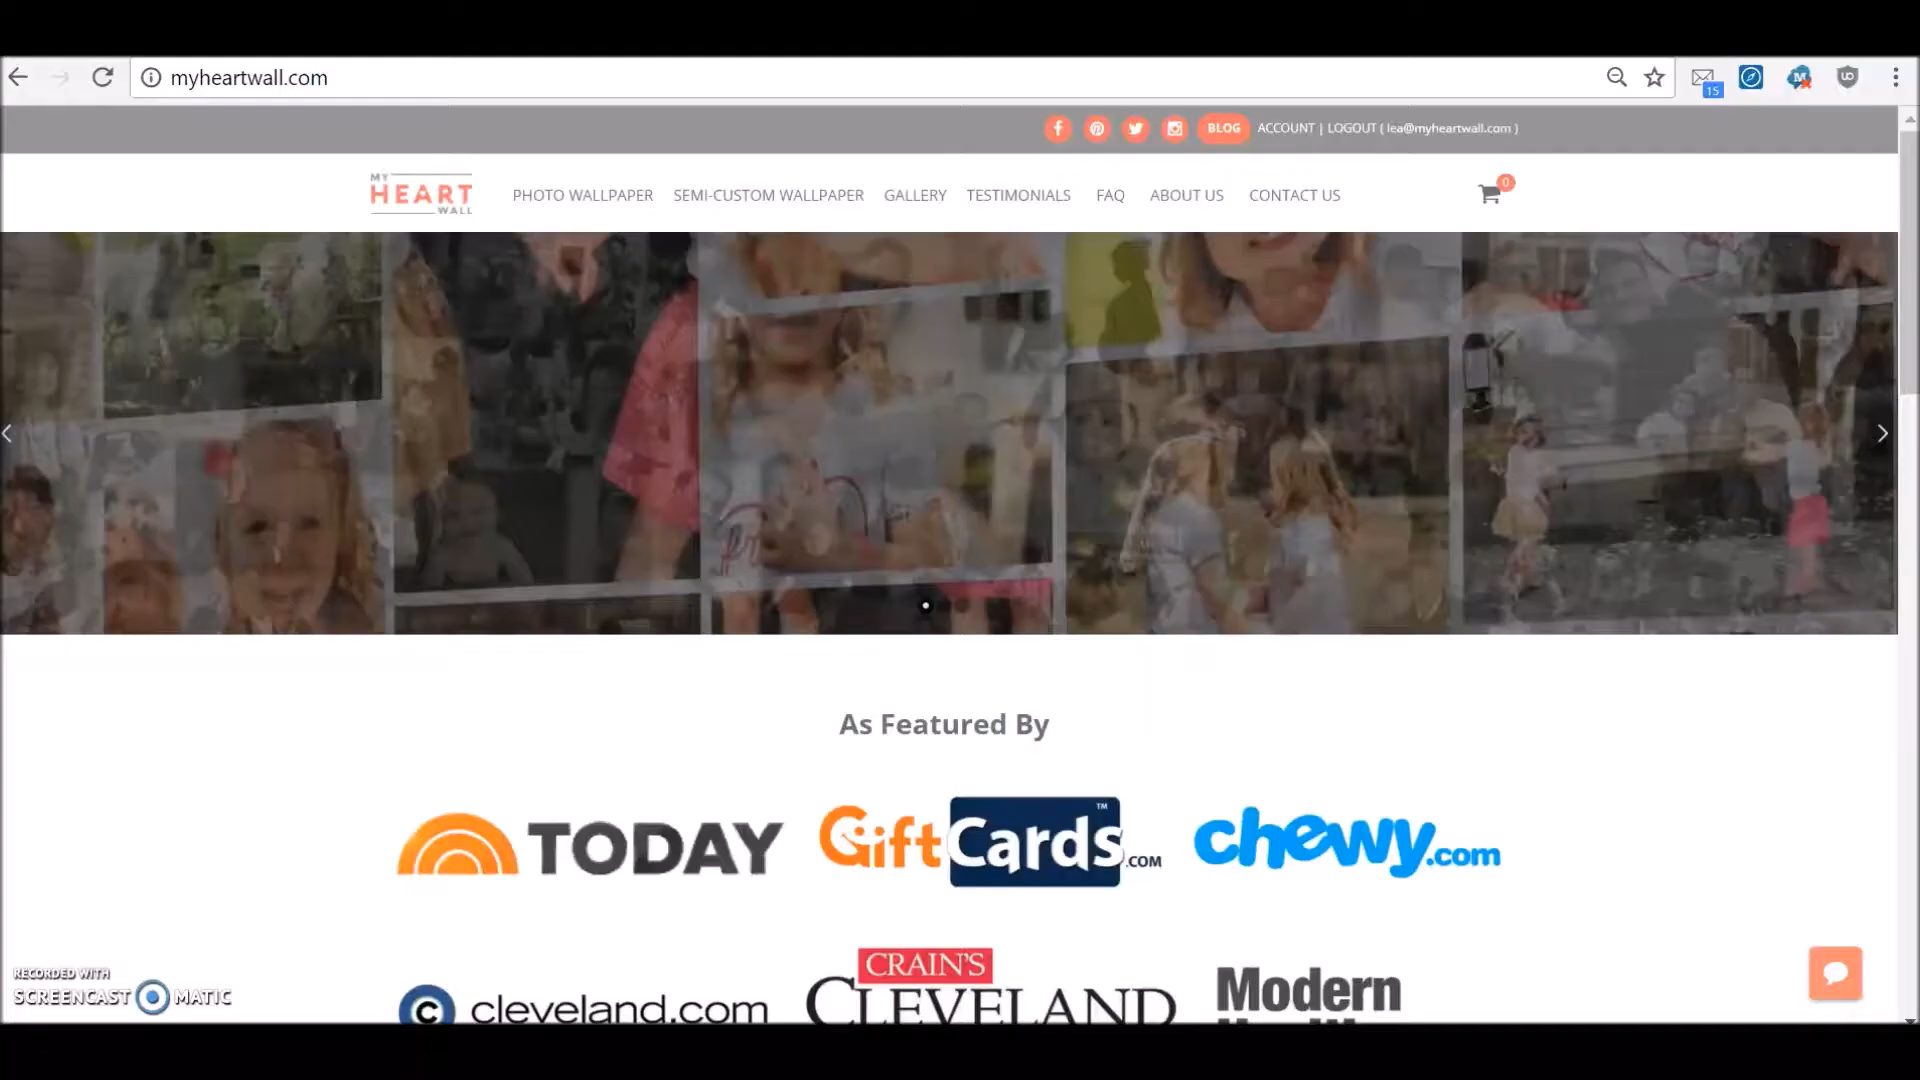 myheartwall.com
15
M
UO
BLOG
ACCOUNT | LOGOUT ( lea@myheartwall.com )
MY
HEART
WALL
PHOTO WALLPAPER
SEMI-CUSTOM WALLPAPER
GALLERY
TESTIMONIALS
FAQ
ABOUT US
CONTACT US
0
As Featured By
TODAY
GiftCards.COM
TM
chewy.com
cleveland.com
CRAIN'S
CLEVELAND
Modern
RECORDED WITH
SCREENCAST MATIC